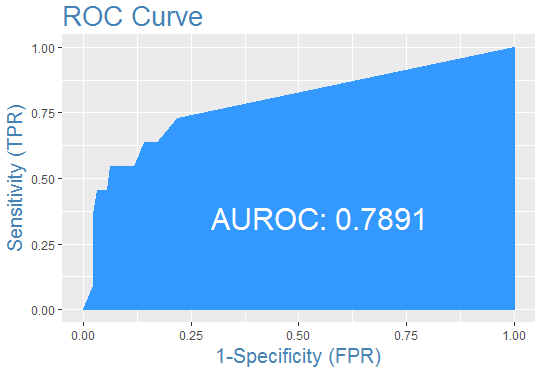 ROC Curve
Sensitivity (TPR)
1.00
0.75
0.50
0.25
0.00
AUROC: 0.7891
0.00 0.25 0.50 0.75 1.00
1-Specificity (FPR)